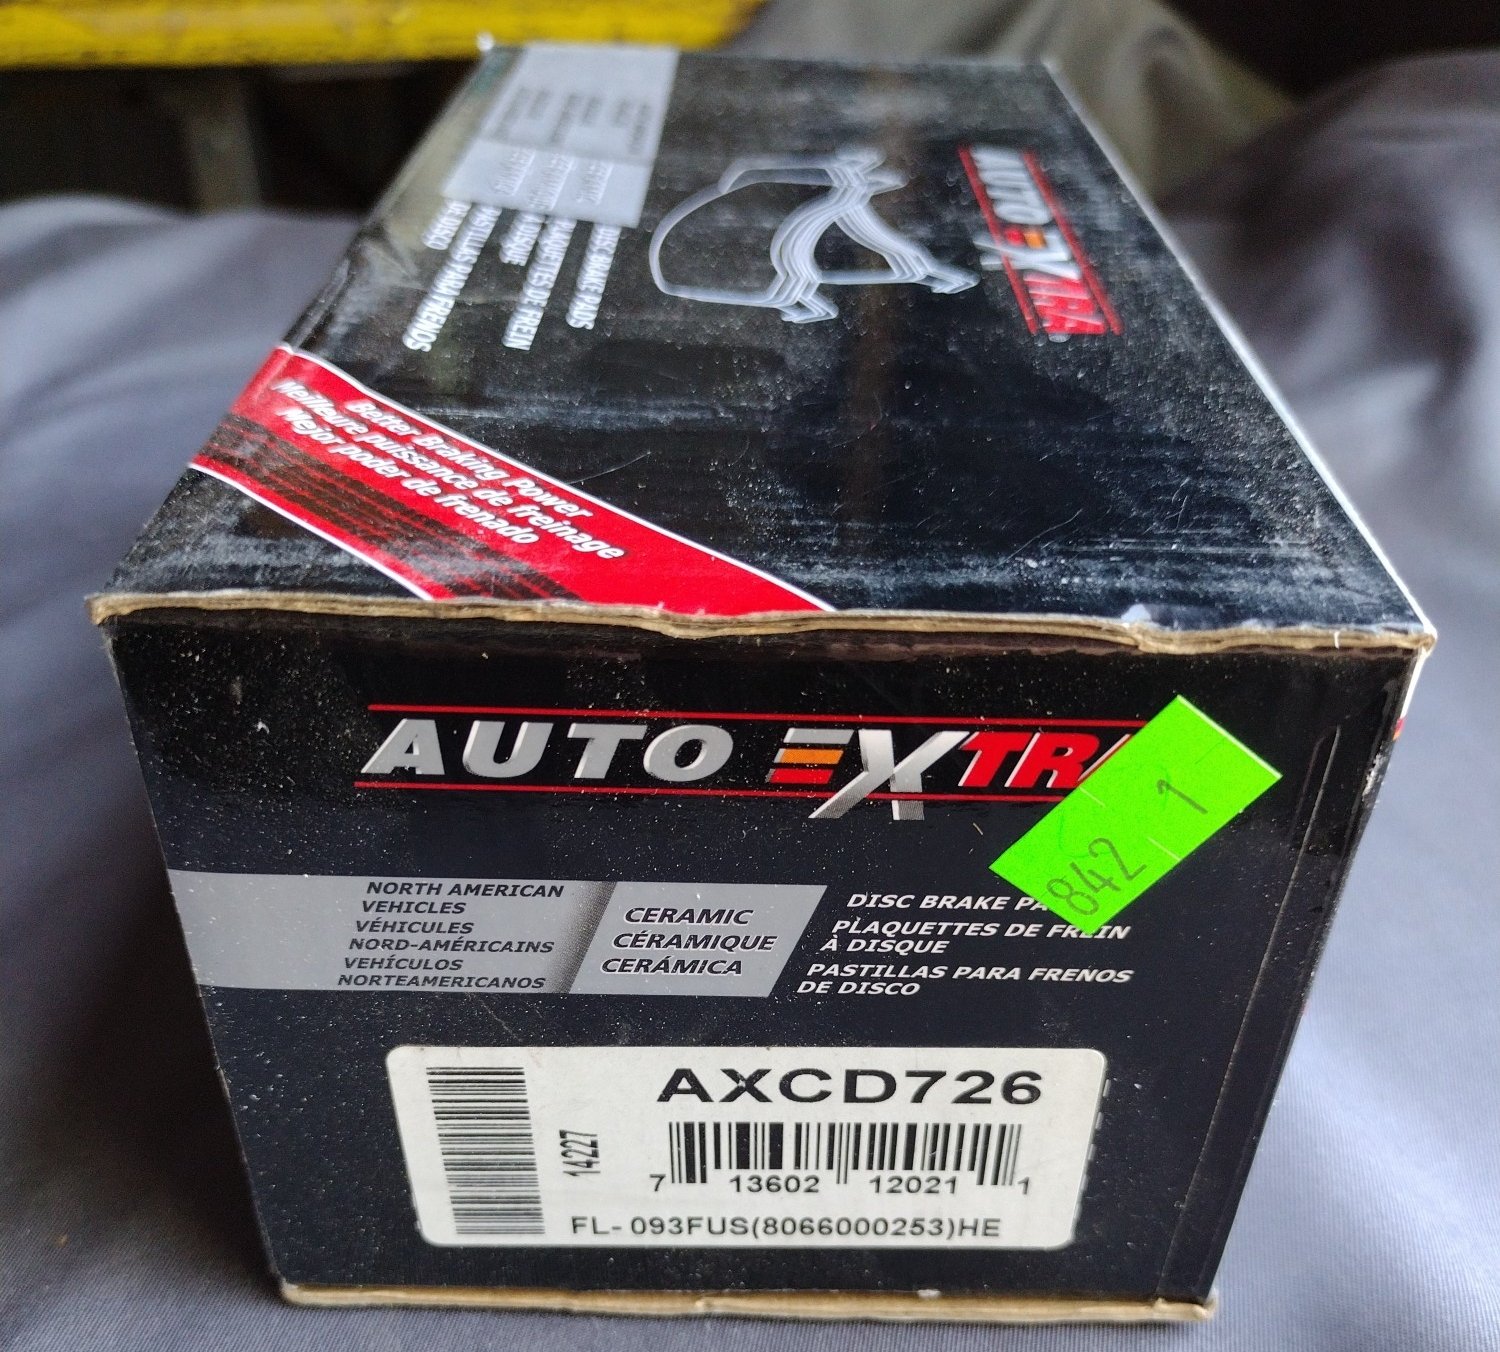 AUTO EXTRA
DISC BRAKE PADS
PLAQUETTES DE FREIN
À DISQUE
PASTILLAS PARA FRENOS
DE DISCO
Better Braking Power
Meilleure puissance de freinage
Mejor poder de frenado
AUTO EXTRA
842 1
NORTH AMERICAN
VEHICLES
VÉHICULES
NORD-AMÉRICAINS
VEHÍCULOS
NORTEAMERICANOS
CERAMIC
CÉRAMIQUE
CERÁMICA
DISC BRAKE PA
PLAQUETTES DE FREIN
À DISQUE
PASTILLAS PARA FRENOS
DE DISCO
AXCD726
14227
7 13602 12021 1
FL- 093FUS(8066000253)HE